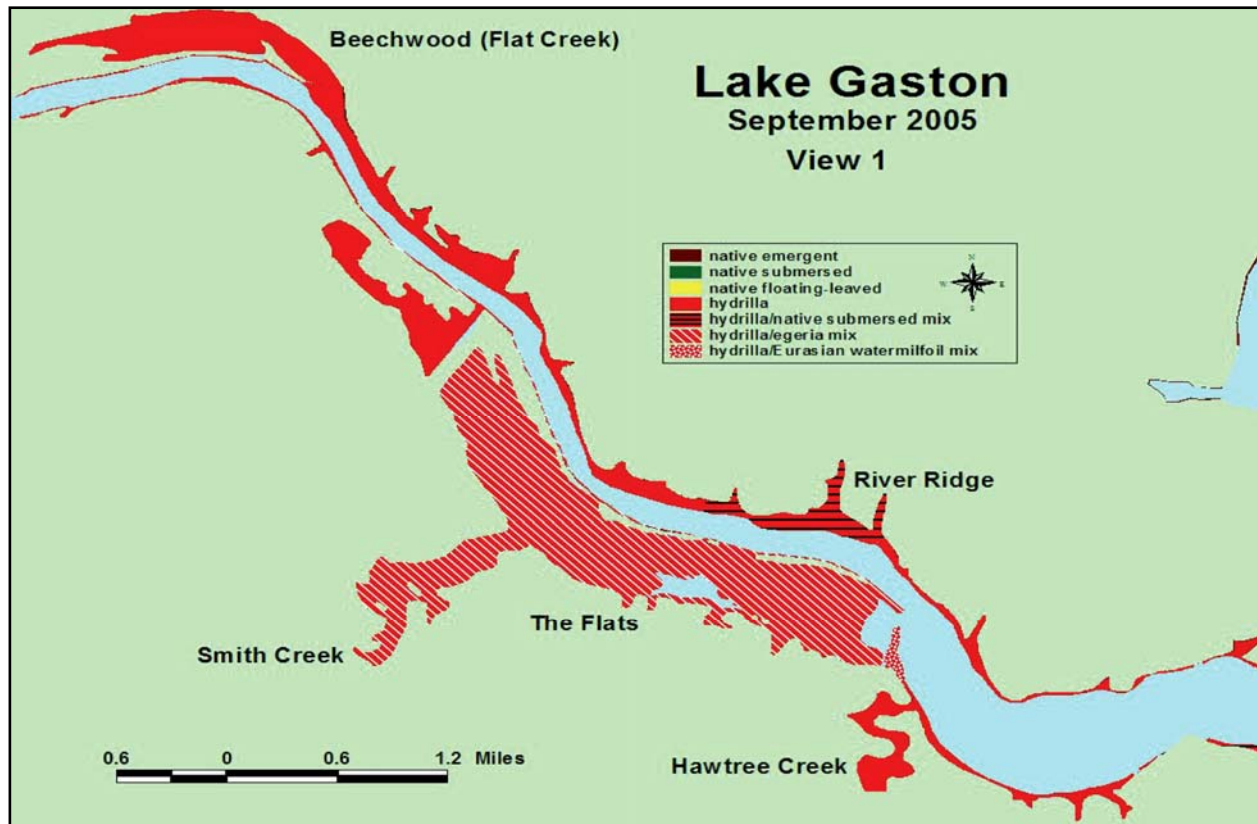 Beechwood (Flat Creek)
Lake Gaston
September 2005
View 1
native emergent
native submersed
native floating-leaved
hydrilla
hydrilla/native submersed mix
hydrilla/egeria mix
hydrilla/Eurasian watermilfoil mix
N
W
E
S
River Ridge
The Flats
Smith Creek
Hawtree Creek
0.6 0 0.6 1.2 Miles